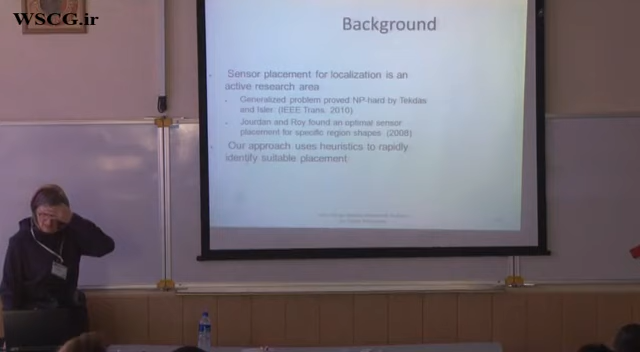 WSCG.ir
Background
Sensor placement for localization is an
active research area
Generalized problem proved NP-hard by Tekdas
and Isler. (IEEE Trans. 2010)
Jourdan and Roy found an optimal sensor
placement for specific region shapes. (2008)
Our approach uses heuristics to rapidly
identify suitable placement